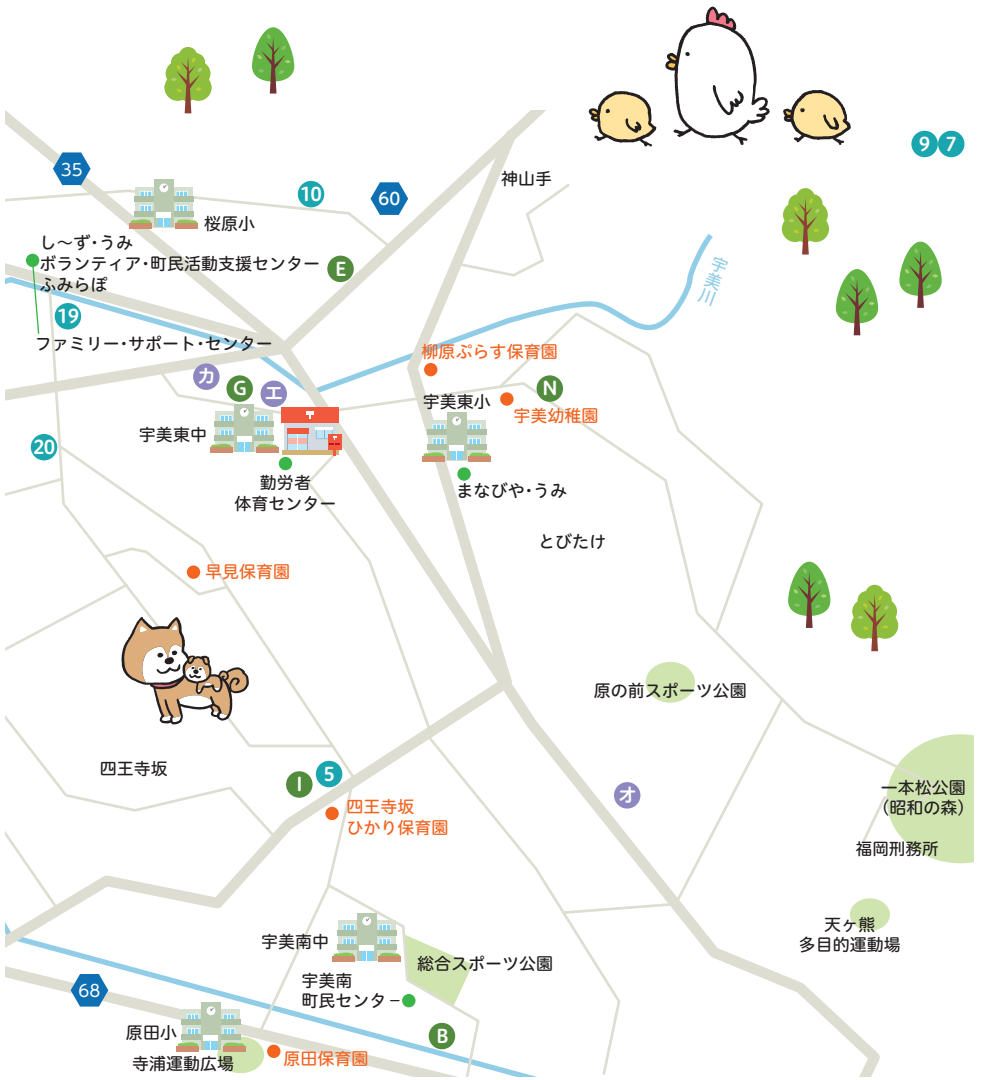 9 7
35
神山手
10
60
桜原小
し〜ず・うみ
ボランティア・町民活動支援センター
ふみらぼ
E
宇美川
19
ファミリー・サポート・センター
柳原ぷらす保育園
カ
G
エ
N
宇美東小
宇美幼稚園
宇美東中
20
勤労者
体育センター
まなびや・うみ
とびたけ
早見保育園
原の前スポーツ公園
四王寺坂
I
5
オ
一本松公園
（昭和の森）
四王寺坂
ひかり保育園
福岡刑務所
天ヶ熊
多目的運動場
宇美南中
総合スポーツ公園
宇美南
町民センター
68
原田小
B
寺浦運動広場
原田保育園